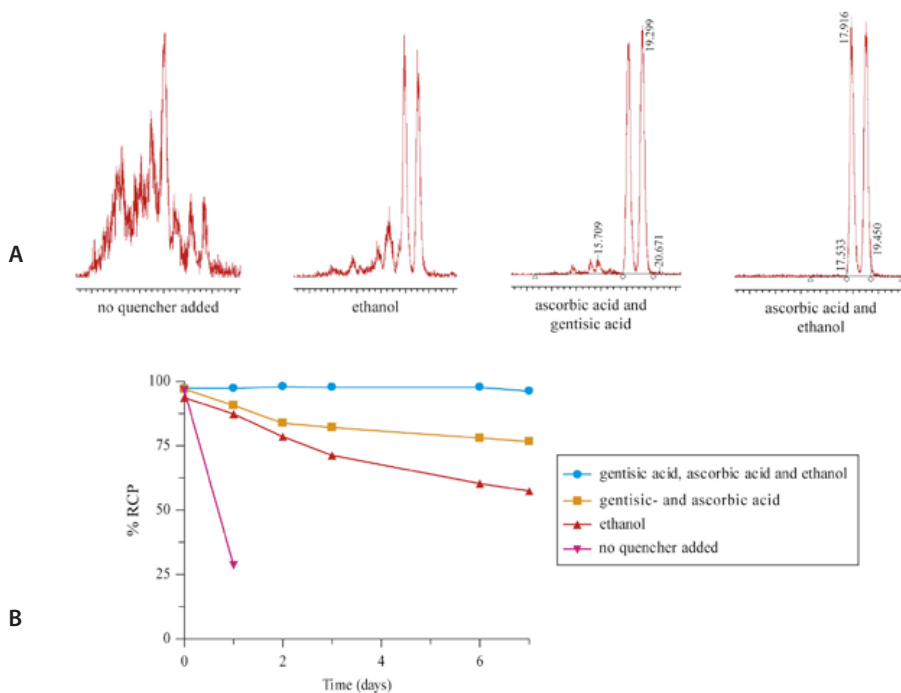 A
19.299
15.709
20.671
17.916
17.533
19.450
no quencher added
ethanol
ascorbic acid and
gentisic acid
ascorbic acid and
ethanol
B
% RCP
100
75
50
25
0
0
2
4
6
Time (days)
gentisic acid, ascorbic acid and ethanol
gentisic- and ascorbic acid
ethanol
no quencher added